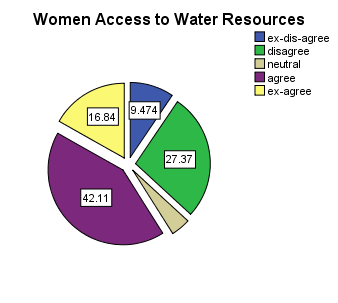 Women Access to Water Resources
ex-dis-agree
disagree
neutral
agree
ex-agree
16.84
9.474
27.37
42.11